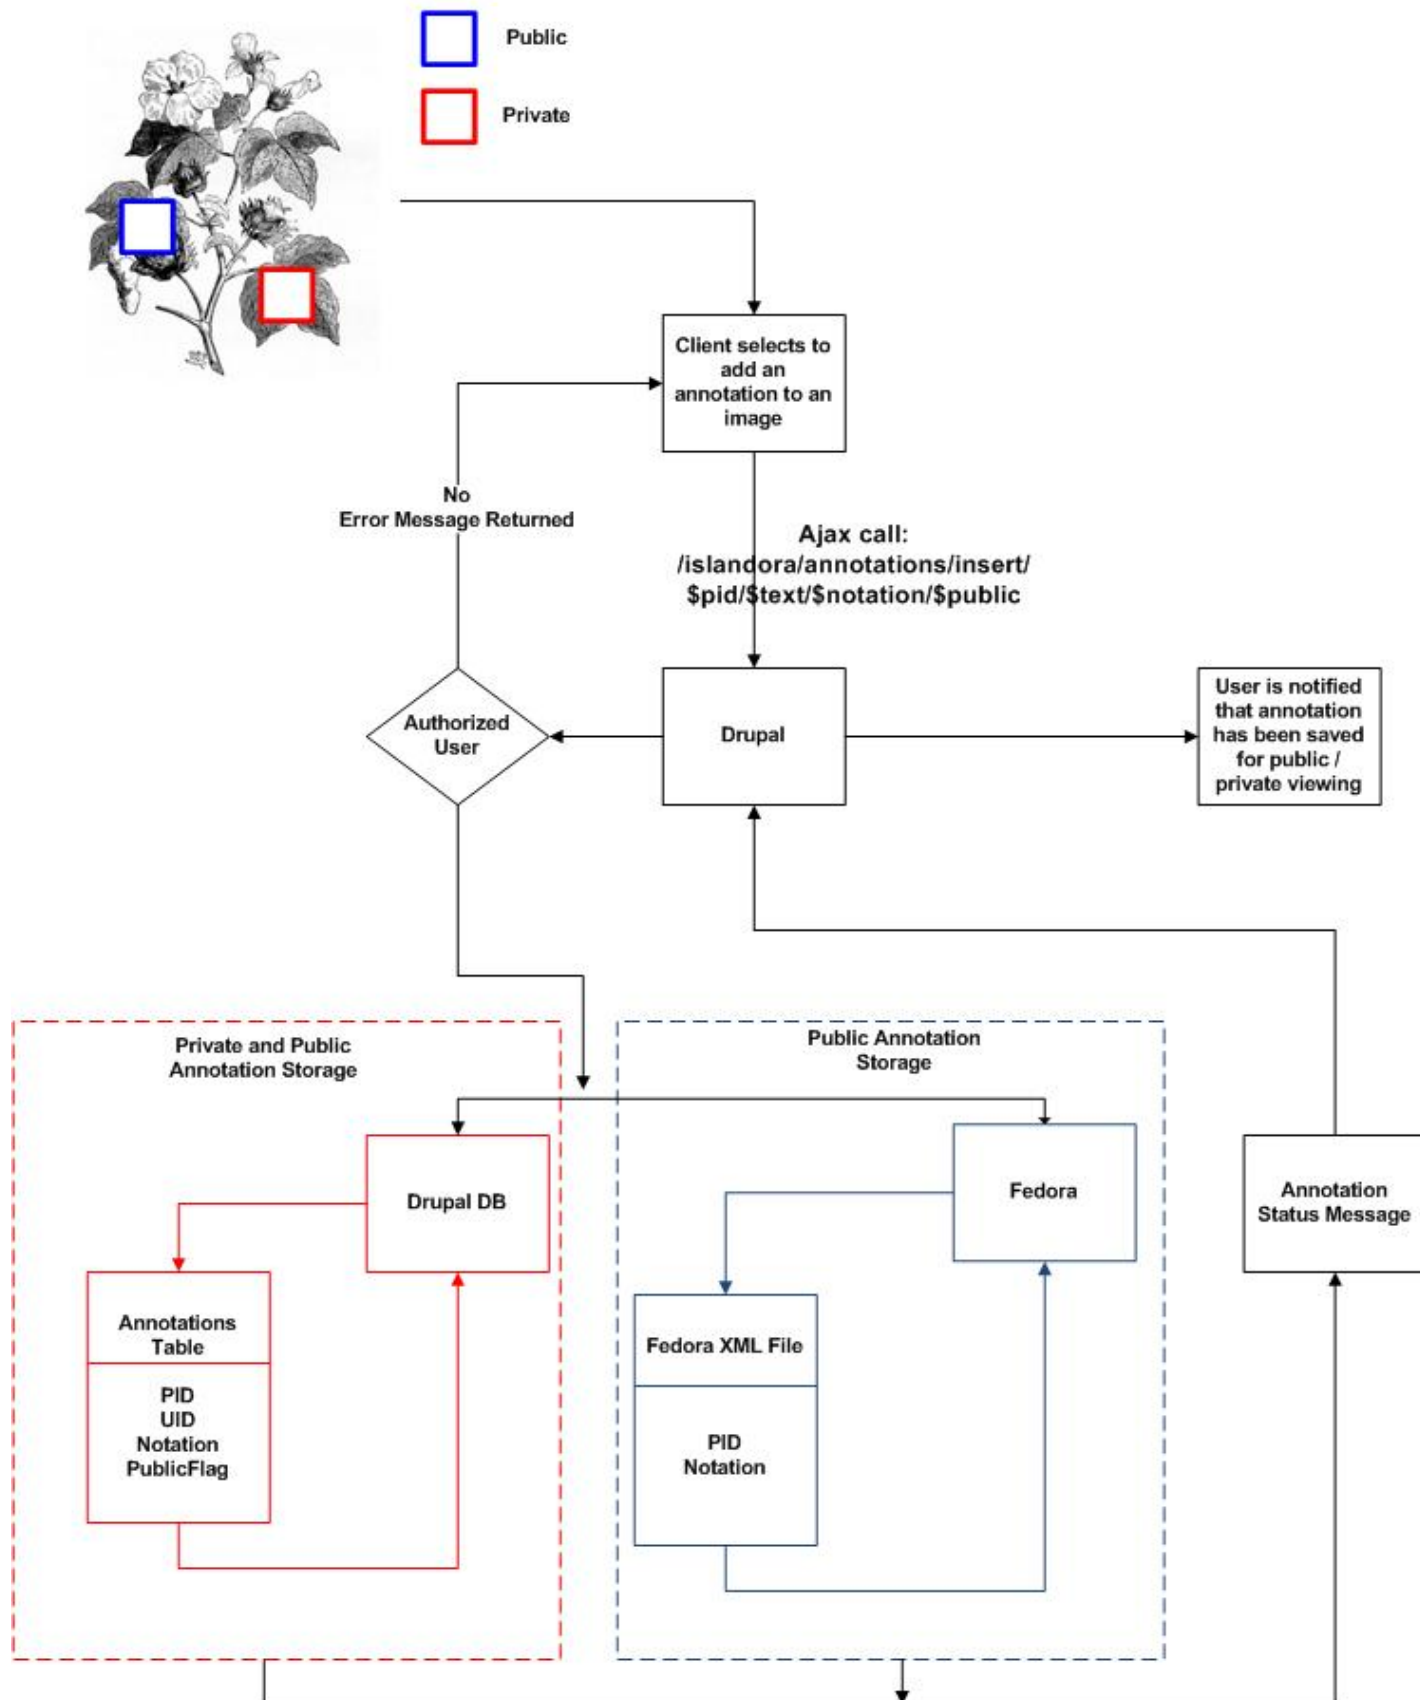 Public
Private
Client selects to
add an
annotation to an
image
No
Error Message Returned
Ajax call:
/islandora/annotations/insert/
$pid/$text/$notation/$public
Authorized
User
Drupal
User is notified
that annotation
has been saved
for public /
private viewing
Private and Public
Annotation Storage
Public Annotation
Storage
Drupal DB
Fedora
Annotation
Status Message
Annotations
Table
PID
UID
Notation
PublicFlag
Fedora XML File
PID
Notation